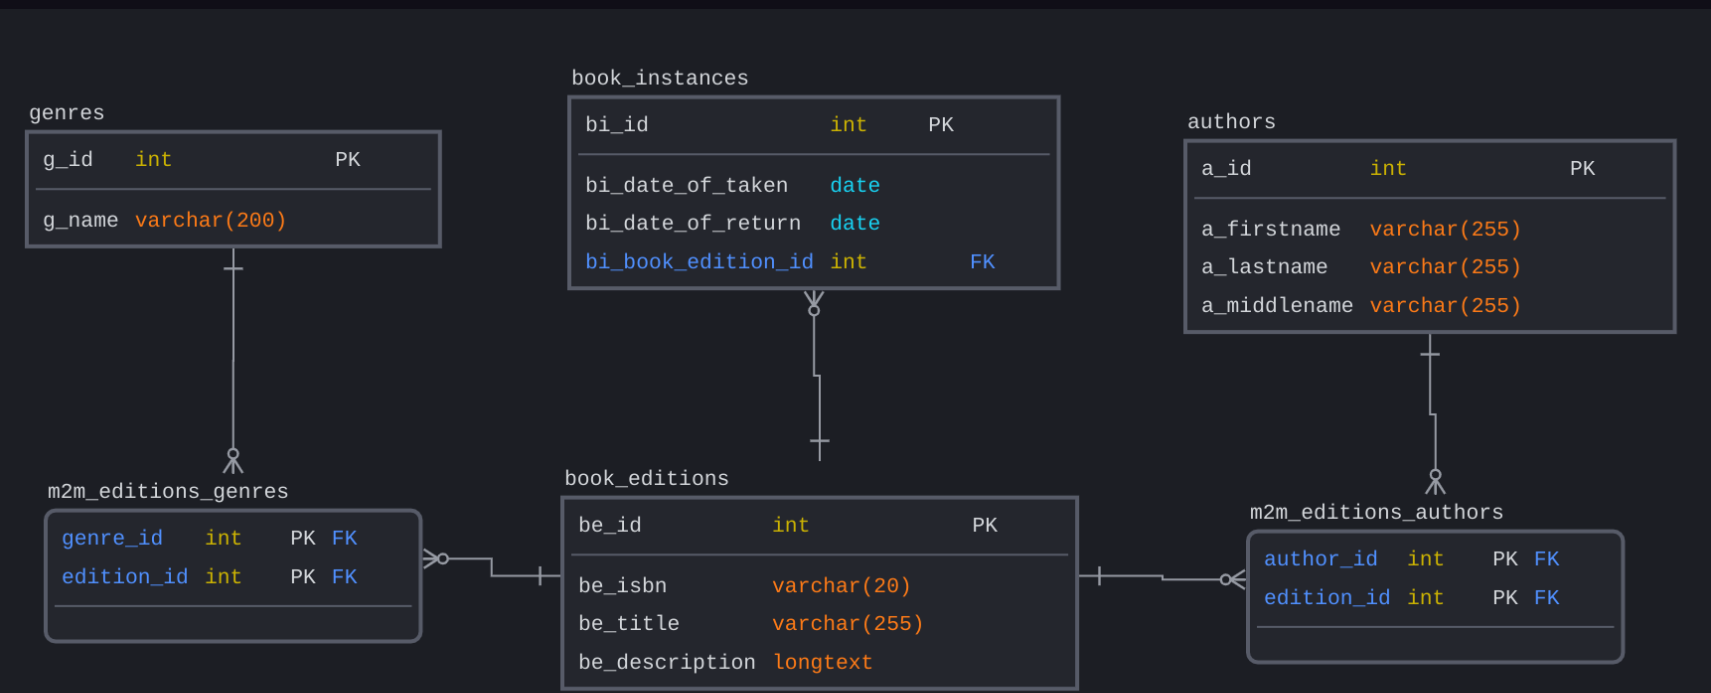 genres
g_id int PK
g_name varchar(200)
book_instances
bi_id int PK
bi_date_of_taken date
bi_date_of_return date
bi_book_edition_id int FK
authors
a_id int PK
a_firstname varchar(255)
a_lastname varchar(255)
a_middlename varchar(255)
m2m_editions_genres
genre_id int PK FK
edition_id int PK FK
book_editions
be_id int PK
be_isbn varchar(20)
be_title varchar(255)
be_description longtext
m2m_editions_authors
author_id int PK FK
edition_id int PK FK